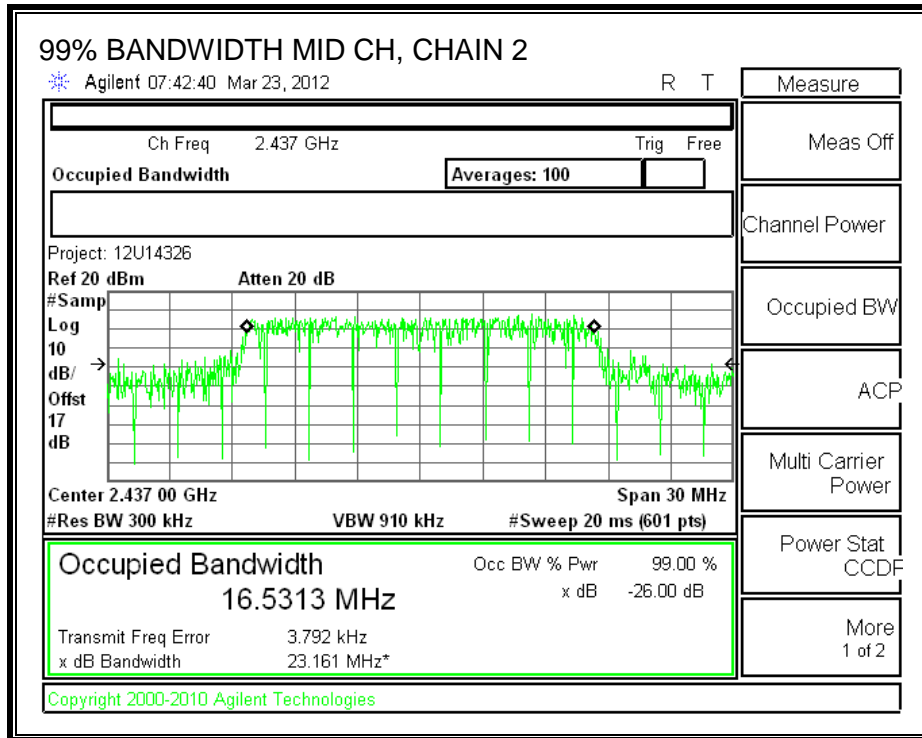 99% BANDWIDTH MID CH, CHAIN 2
Agilent 07:42:40 Mar 23, 2012 R T
Measure
Ch Freq 2.437 GHz Trig Free
Meas Off
Occupied Bandwidth Averages: 100
Channel Power
Project: 12U14326
Ref 20 dBm Atten 20 dB
#Samp
Log
10
dB/
Offst
17
dB
Occupied BW
ACP
Multi Carrier
Power
Center 2.437 00 GHz Span 30 MHz
#Res BW 300 kHz VBW 910 kHz #Sweep 20 ms (601 pts)
Power Stat
CCDF
Occupied Bandwidth Occ BW % Pwr 99.00 %
16.5313 MHz x dB -26.00 dB
Transmit Freq Error 3.792 kHz
x dB Bandwidth 23.161 MHz*
More
1 of 2
Copyright 2000-2010 Agilent Technologies